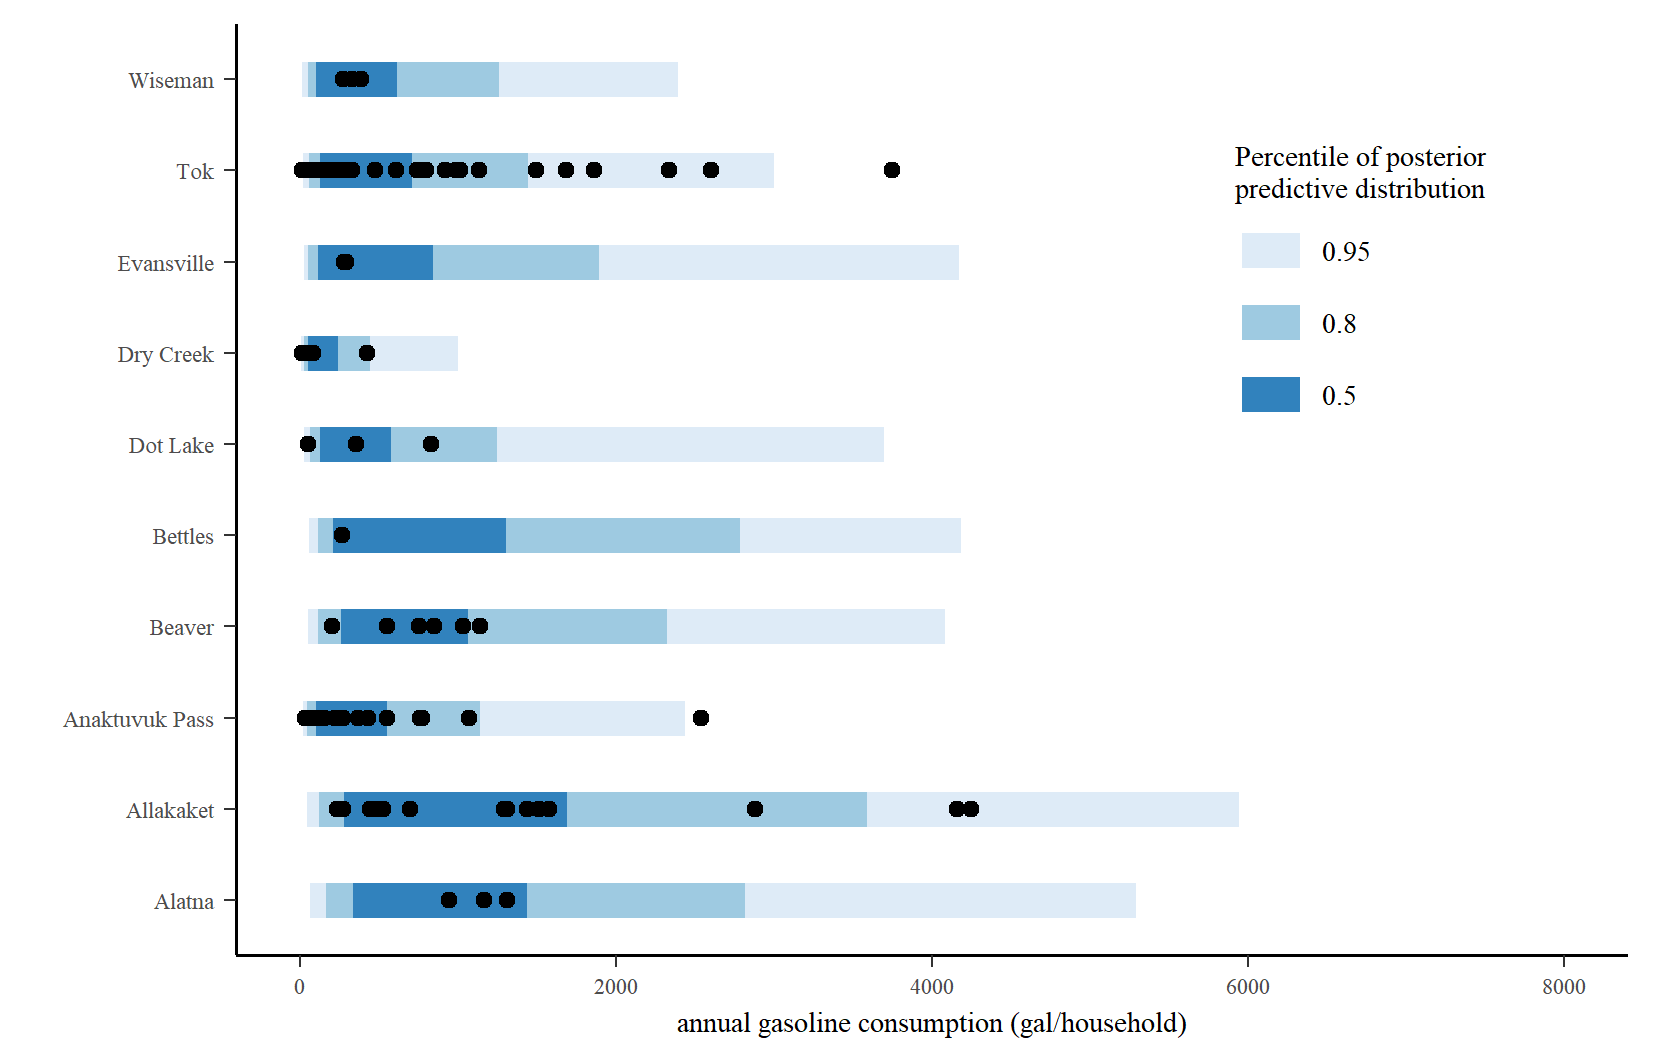 Wiseman
Tok
Evansville
Dry Creek
Dot Lake
Bettles
Beaver
Anaktuvuk Pass
Allakaket
Alatna
0
2000
4000
6000
8000
annual gasoline consumption (gal/household)
Percentile of posterior
predictive distribution
0.95
0.8
0.5